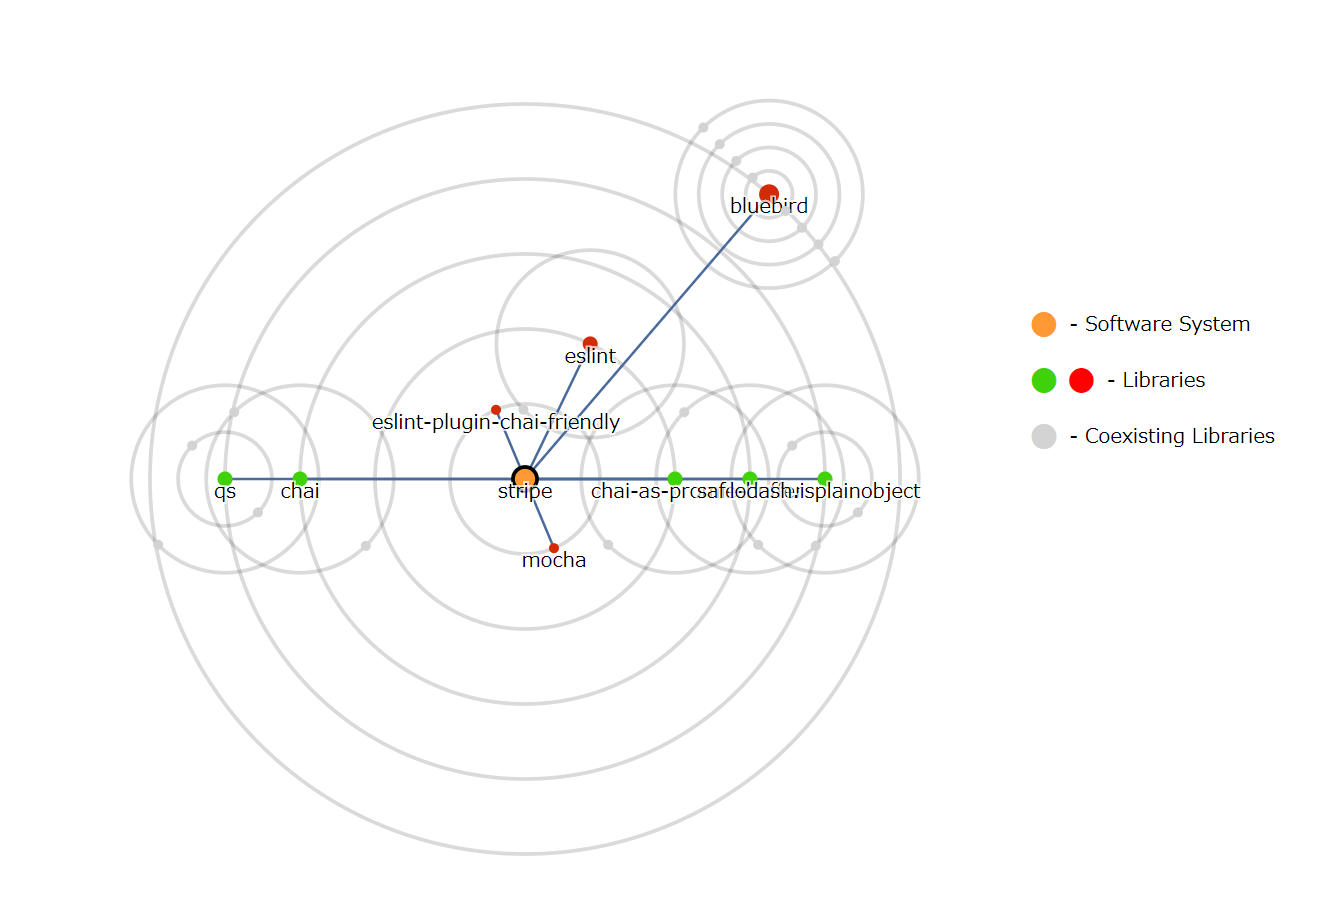 bluebird
- Software System
eslint
- Libraries
eslint-plugin-chai-friendly
- Coexisting Libraries
qs
chai
stripe
mocha